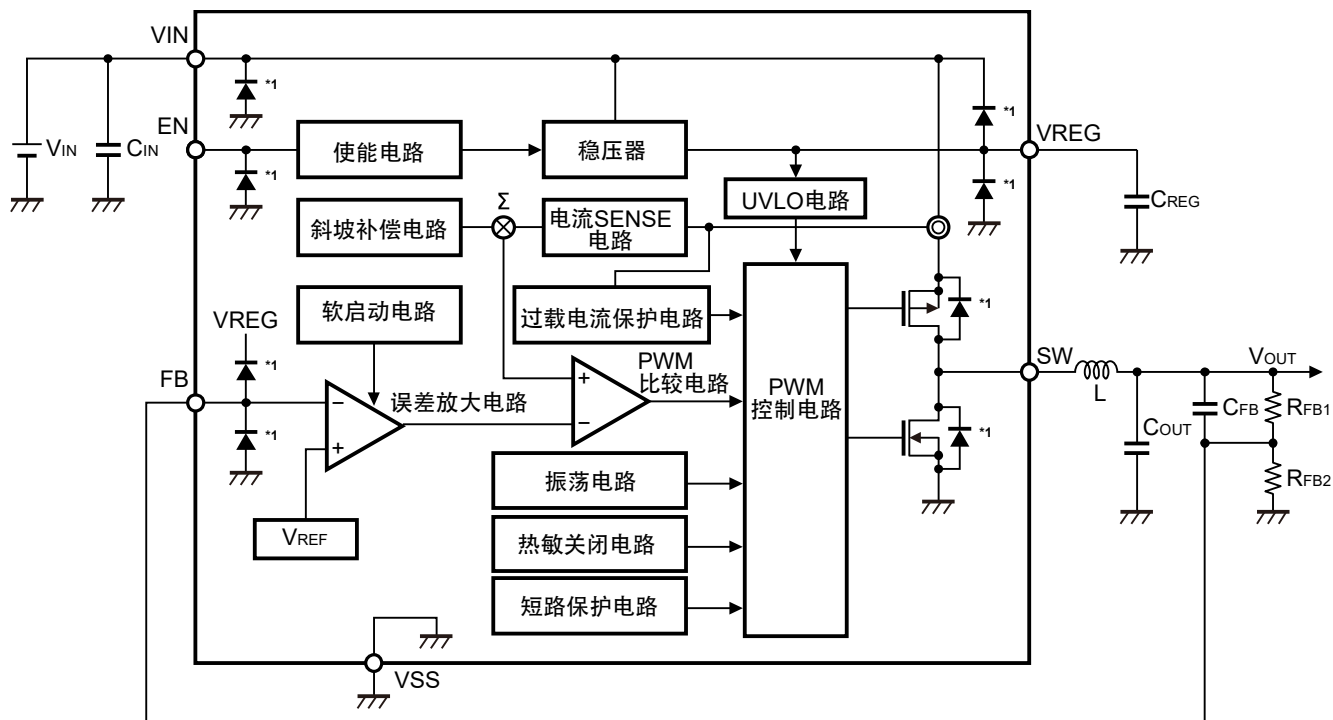 VIN
*1
*1
EN
VREG
VIN
CIN
使能电路
稳压器
*1
*1
UVLO电路
CREG
斜坡补偿电路
Σ
电流SENSE
电路
软启动电路
过载电流保护电路
*1
VREG
*1
FB
SW
VOUT
L
PWM
比较电路
PWM
控制电路
误差放大电路
−
+
+
−
CFB
RFB1
COUT
*1
*1
RFB2
振荡电路
VREF
热敏关闭电路
短路保护电路
VSS